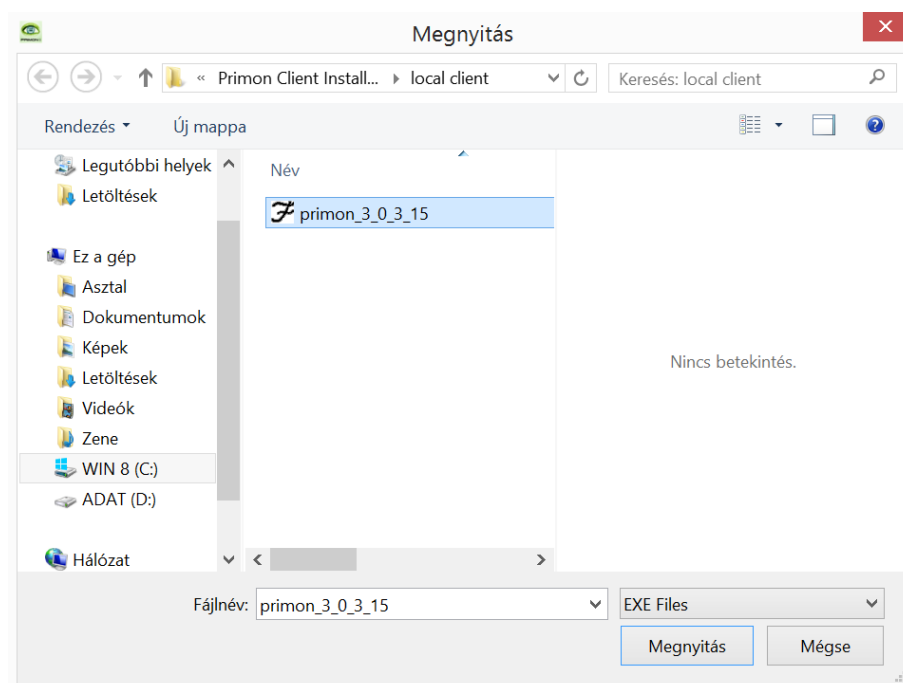 Megnyitás
« Primon Client Install... local client
Keresés: local client
Rendezés
Új mappa
Legutóbbi helyek
Letöltések
Ez a gép
Asztal
Dokumentumok
Képek
Letöltések
Videók
Zene
WIN 8 (C:)
ADAT (D:)
Hálózat
Név
primon_3_0_3_15
Nincs betekintés.
Fájlnév: primon_3_0_3_15
EXE Files
Megnyitás
Mégse